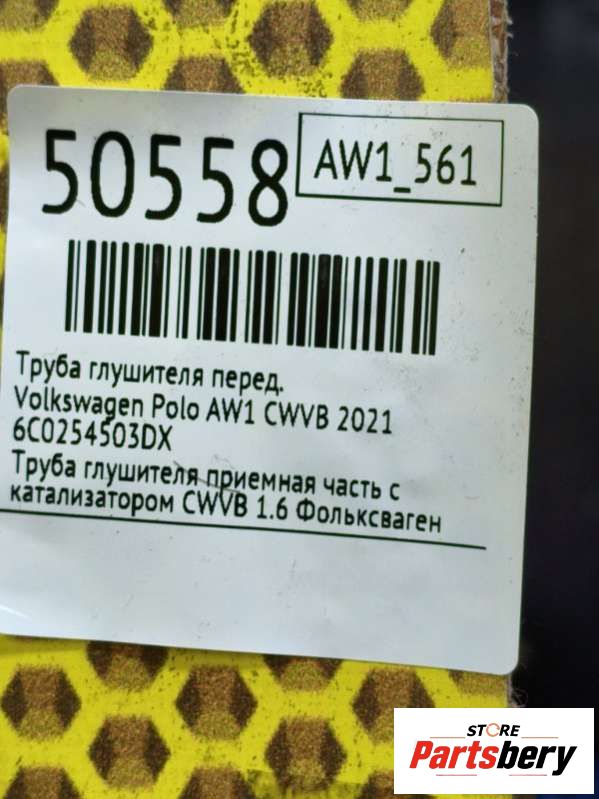 50558
AW1_561
Труба глушителя перед.
Volkswagen Polo AW1 CWVB 2021
6C0254503DX
Труба глушителя приемная часть с
катализатором CWVB 1.6 Фольксваген
STORE
Partsbery